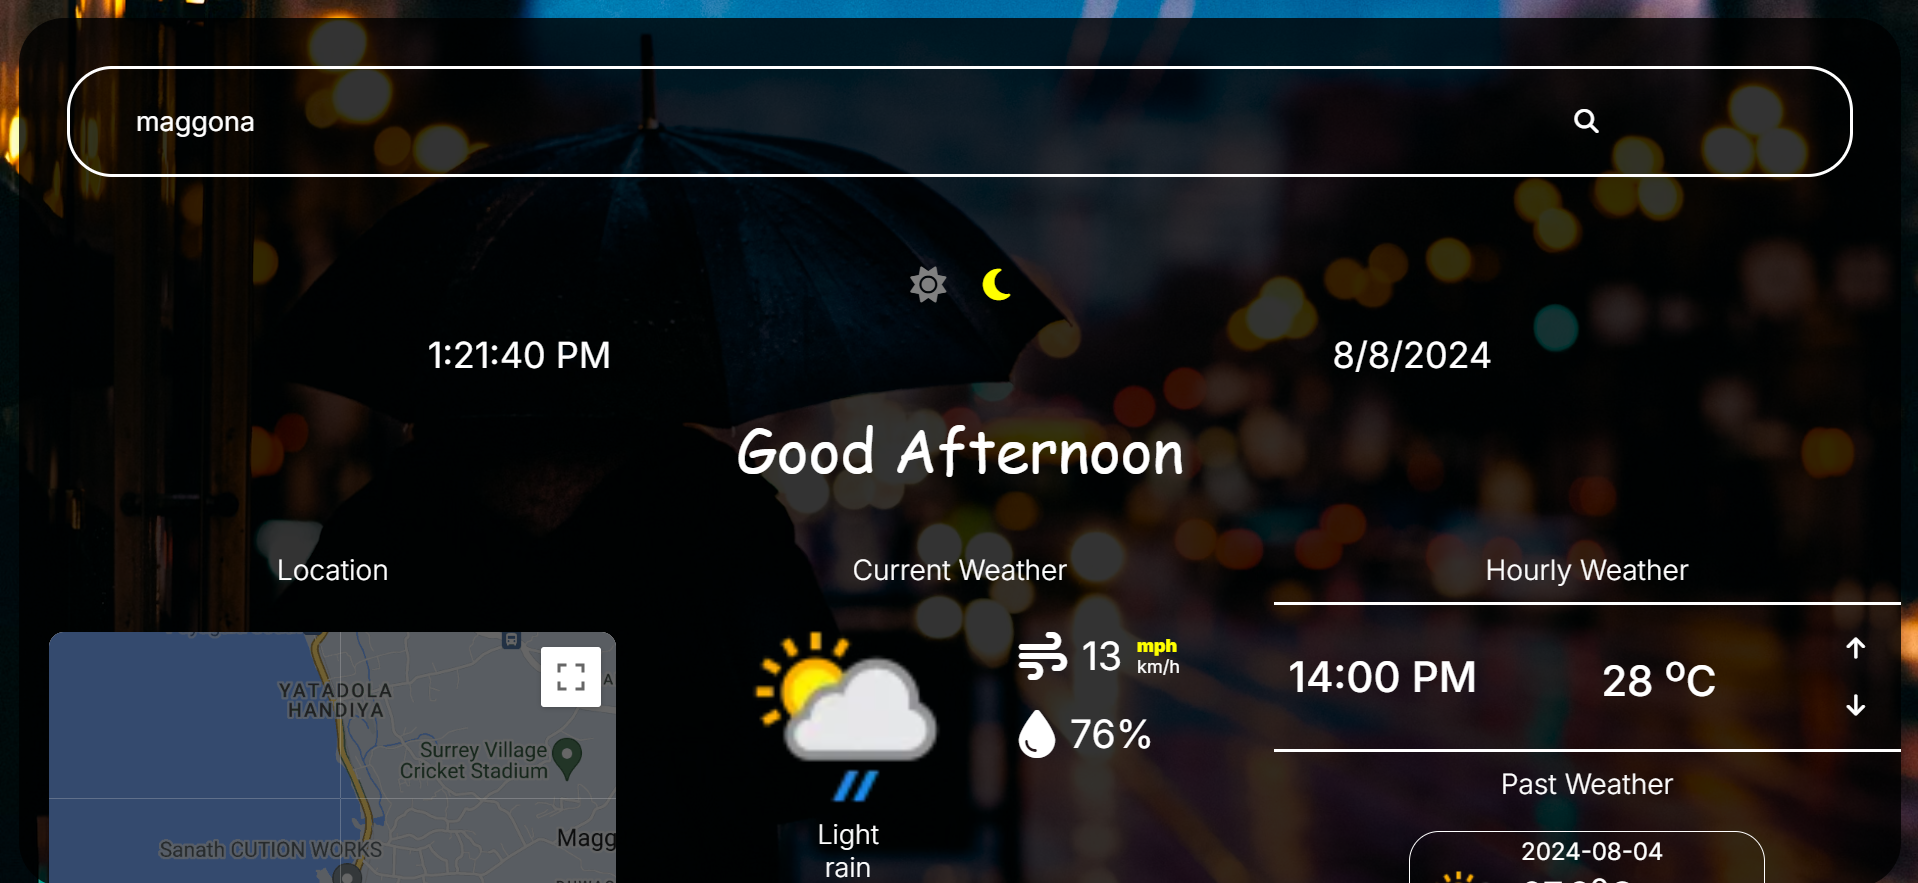 maggona
1:21:40 PM
8/8/2024
Good Afternoon
Location
Current Weather
Hourly Weather
YATADOLA
HANDIYA
Surrey Village
Cricket Stadium
Sanath CUTION WORKS
Magg
A
13 mph
km/h
76%
Light
rain
14:00 PM
28 ºC
Past Weather
2024-08-04